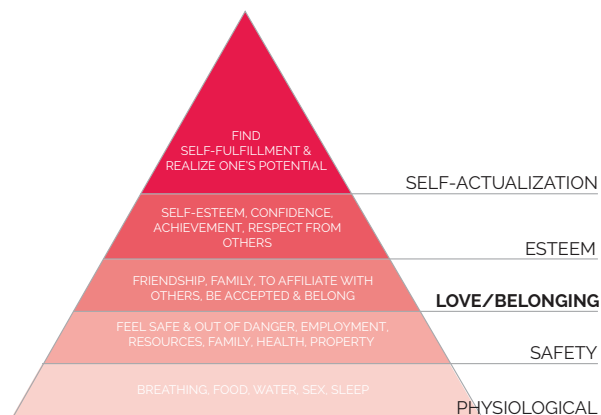 FIND
SELF-FULFILLMENT &
REALIZE ONE'S POTENTIAL
SELF-ACTUALIZATION
SELF-ESTEEM, CONFIDENCE,
ACHIEVEMENT, RESPECT FROM
OTHERS
ESTEEM
FRIENDSHIP, FAMILY, TO AFFILIATE WITH
OTHERS, BE ACCEPTED & BELONG
LOVE/BELONGING
FEEL SAFE & OUT OF DANGER, EMPLOYMENT,
RESOURCES, FAMILY, HEALTH, PROPERTY
SAFETY
BREATHING, FOOD, WATER, SEX, SLEEP
PHYSIOLOGICAL